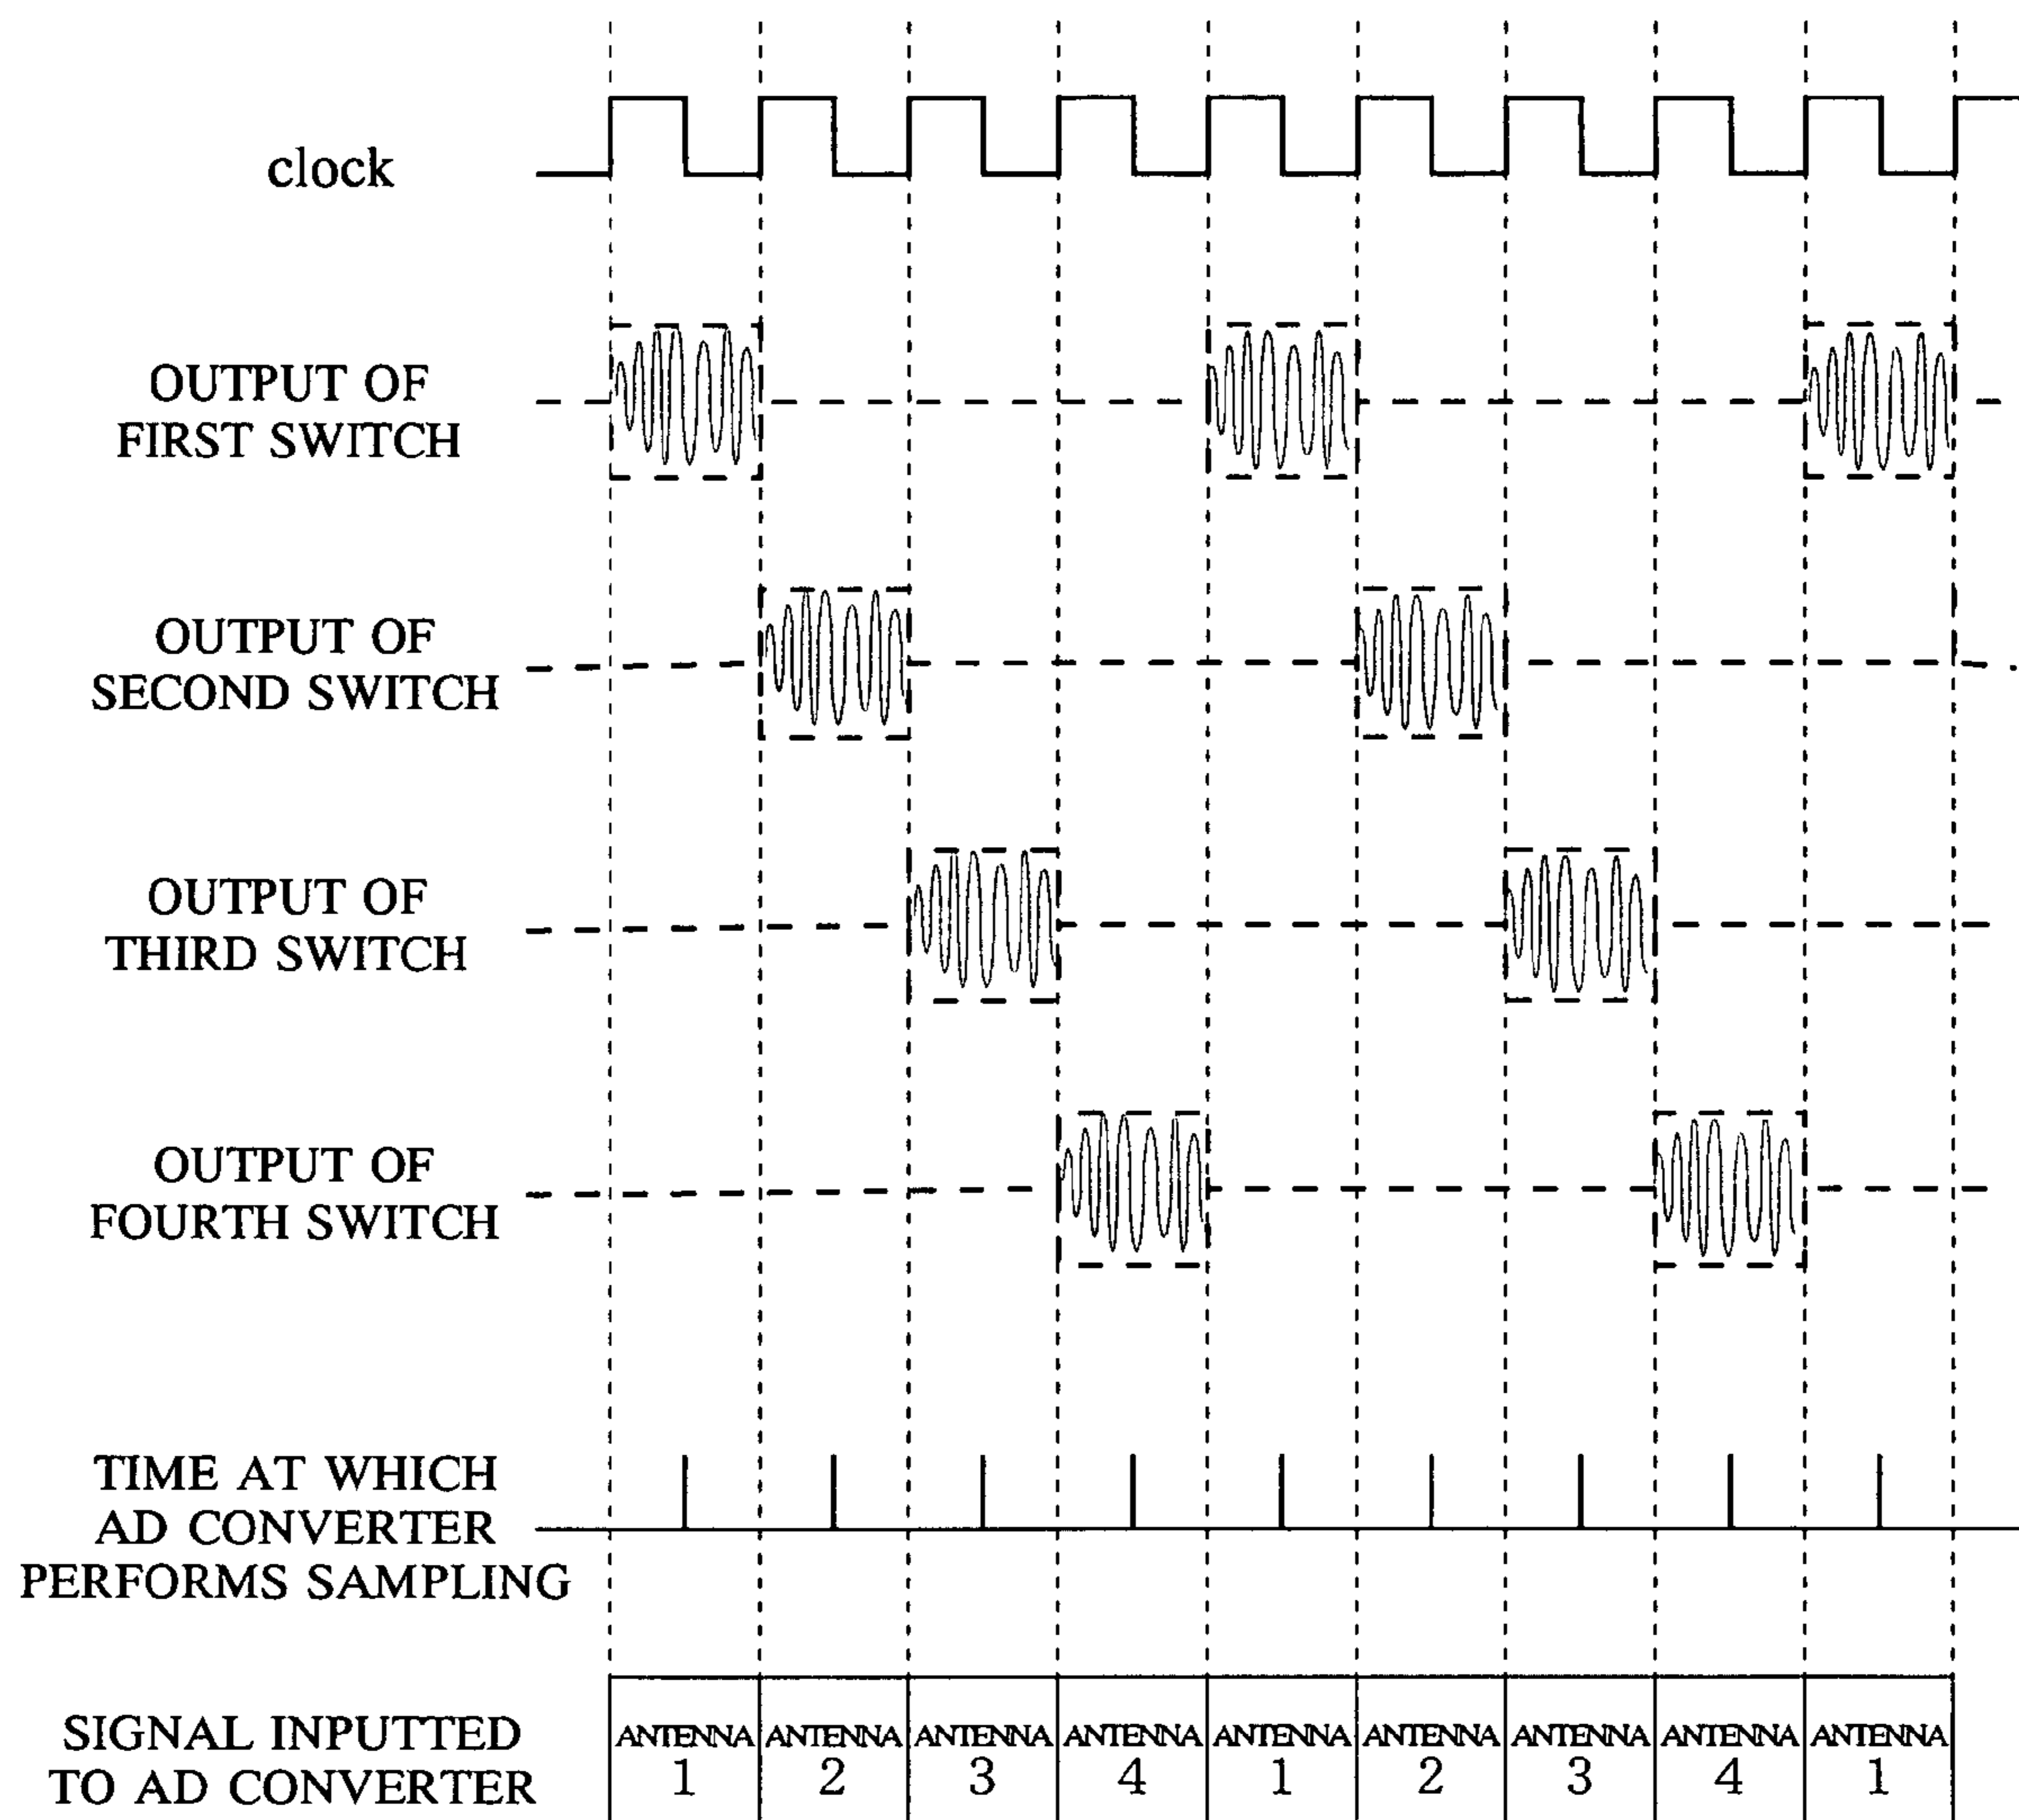 clock
OUTPUT OF
FIRST SWITCH
OUTPUT OF
SECOND SWITCH
OUTPUT OF
THIRD SWITCH
OUTPUT OF
FOURTH SWITCH
TIME AT WHICH
AD CONVERTER
PERFORMS SAMPLING
SIGNAL INPUTTED
TO AD CONVERTER
ANTENNA ANTENNA ANTENNA ANTENNA ANTENNA ANTENNA ANTENNA ANTENNA ANTENNA
1 2 3 4 1 2 3 4 1